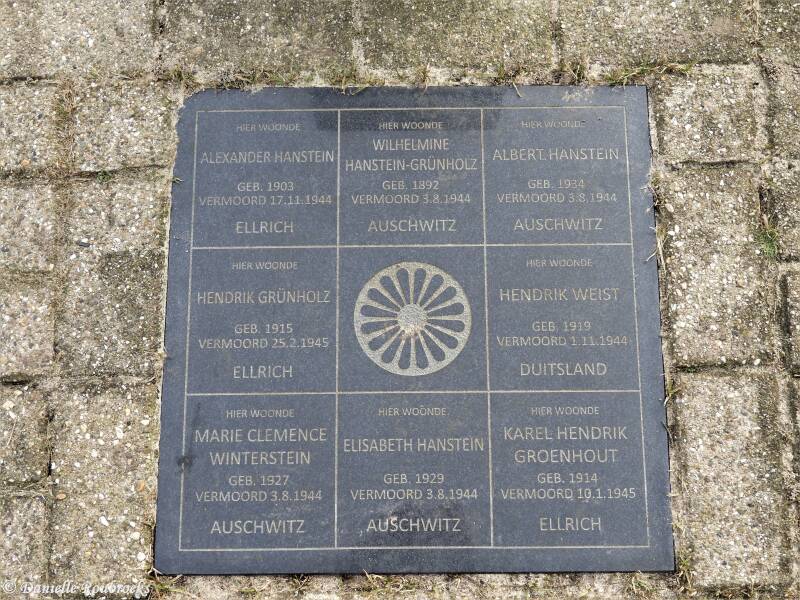 HIER WOONDE
ALEXANDER HANSTEIN
GEB. 1903
VERMOORD 17.11.1944
ELLRICH
HIER WOONDE
WILHELMINE
HANSTEIN-GRÜNHOLZ
GEB. 1892
VERMOORD 3.8.1944
AUSCHWITZ
HIER WOONDE
ALBERT HANSTEIN
GEB. 1934
VERMOORD 3.8.1944
AUSCHWITZ
HIER WOONDE
HENDRIK GRÜNHOLZ
GEB. 1915
VERMOORD 25.2.1945
ELLRICH
HIER WOONDE
HENDRIK WEIST
GEB. 1919
VERMOORD 1.11.1944
DUITSLAND
HIER WOONDE
MARIE CLEMENCE
WINTERSTEIN
GEB. 1927
VERMOORD 3.8.1944
AUSCHWITZ
HIER WOONDE
ELISABETH HANSTEIN
GEB. 1929
VERMOORD 3.8.1944
AUSCHWITZ
HIER WOONDE
KAREL HENDRIK
GROENHOUT
GEB. 1914
VERMOORD 10.1.1945
ELLRICH
© Danielle Roubroeks